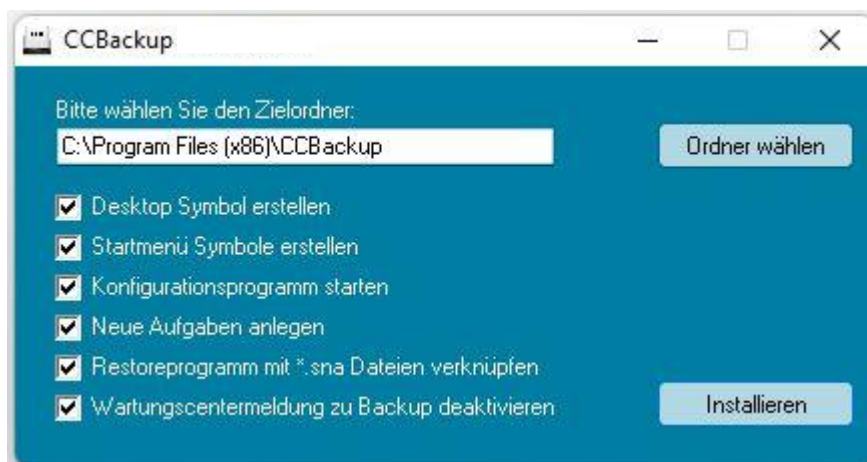 CCBackup
Bitte wählen Sie den Zielordner:
C:\Program Files (x86)\CCBackup
Ordner wählen
Desktop Symbol erstellen
Startmenü Symbole erstellen
Konfigurationsprogramm starten
Neue Aufgaben anlegen
Restoreprogramm mit *.sna Dateien verknüpfen
Wartungscentermeldung zu Backup deaktivieren
Installieren